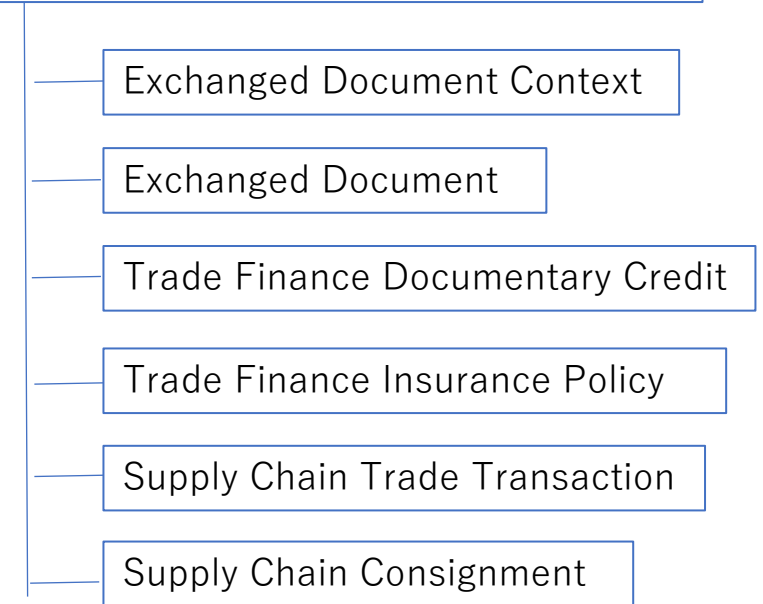 Exchanged Document Context
Exchanged Document
Trade Finance Documentary Credit
Trade Finance Insurance Policy
Supply Chain Trade Transaction
Supply Chain Consignment